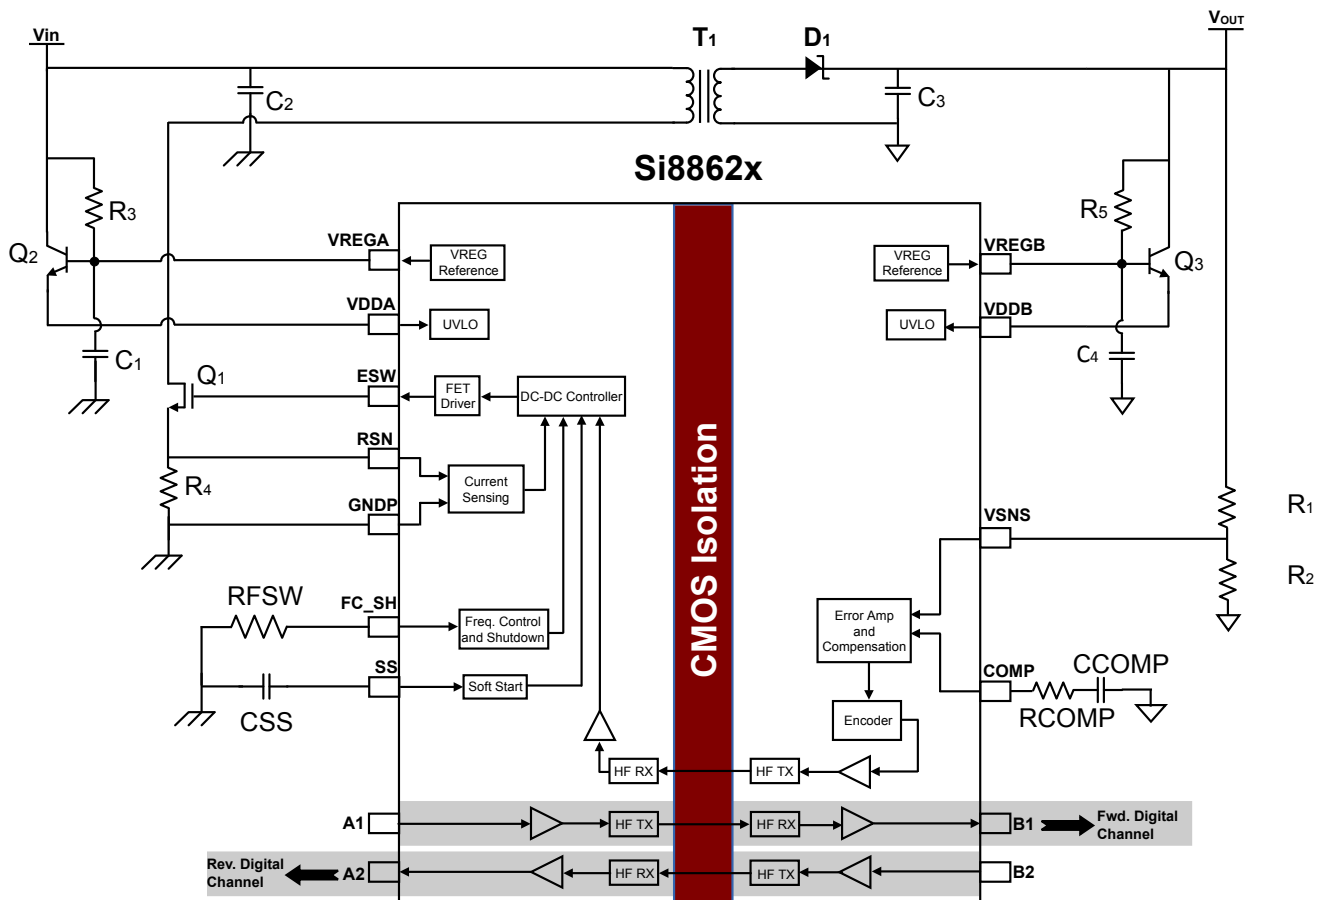 Vin
T1
D1
VOUT
C2
C3
Si8862x
R3
R5
Q2
VREGA
VREG
Reference
VREG
Reference
VREGB
Q3
VDDA
UVLO
UVLO
VDDB
C1
C4
Q1
ESW
FET
Driver
DC-DC Controller
RSN
R4
Current
Sensing
GNDP
CMOS Isolation
VSNS
R1
R2
RFSW
FC_SH
Freq. Control
and Shutdown
Error Amp
and
Compensation
SS
Soft Start
CSS
COMP
CCOMP
RCOMP
Encoder
HF RX
HF TX
A1
HF TX
HF RX
B1
Fwd. Digital
Channel
Rev. Digital
Channel
A2
HF RX
HF TX
B2